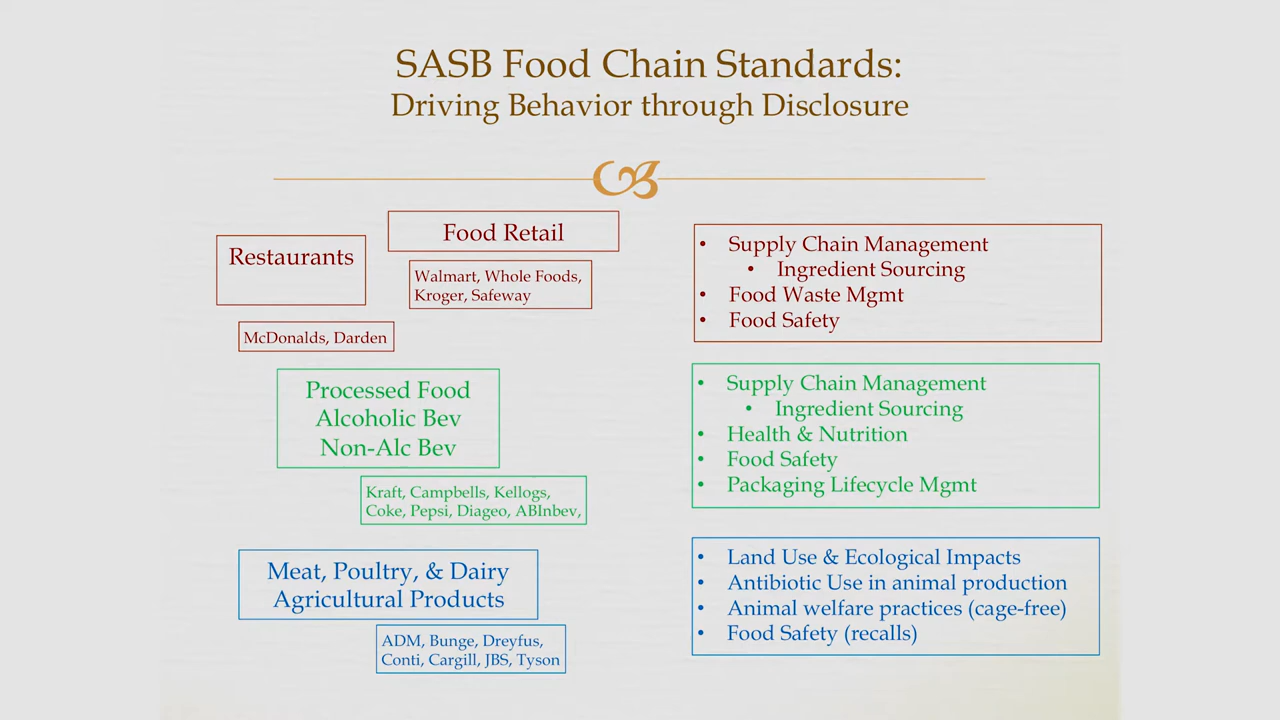 SASB Food Chain Standards:
Driving Behavior through Disclosure
Restaurants
McDonalds, Darden
Food Retail
Walmart, Whole Foods,
Kroger, Safeway
• Supply Chain Management
• Ingredient Sourcing
• Food Waste Mgmt
• Food Safety
Processed Food
Alcoholic Bev
Non-Alc Bev
Kraft, Campbells, Kellogs,
Coke, Pepsi, Diageo, ABInbev,
• Supply Chain Management
• Ingredient Sourcing
• Health & Nutrition
• Food Safety
• Packaging Lifecycle Mgmt
Meat, Poultry, & Dairy
Agricultural Products
ADM, Bunge, Dreyfus,
Conti, Cargill, JBS, Tyson
• Land Use & Ecological Impacts
• Antibiotic Use in animal production
• Animal welfare practices (cage-free)
• Food Safety (recalls)